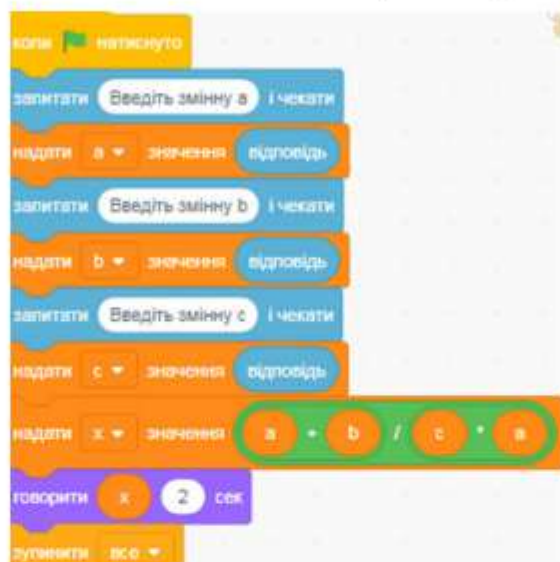 коли натиснуто
запитати Введіть змінну a і чекати
надати a значення відповідь
запитати Введіть змінну b і чекати
надати b значення відповідь
запитати Введіть змінну c і чекати
надати c значення відповідь
надати x значення a + b / c * a
говорити x 2 сек
зупинити все